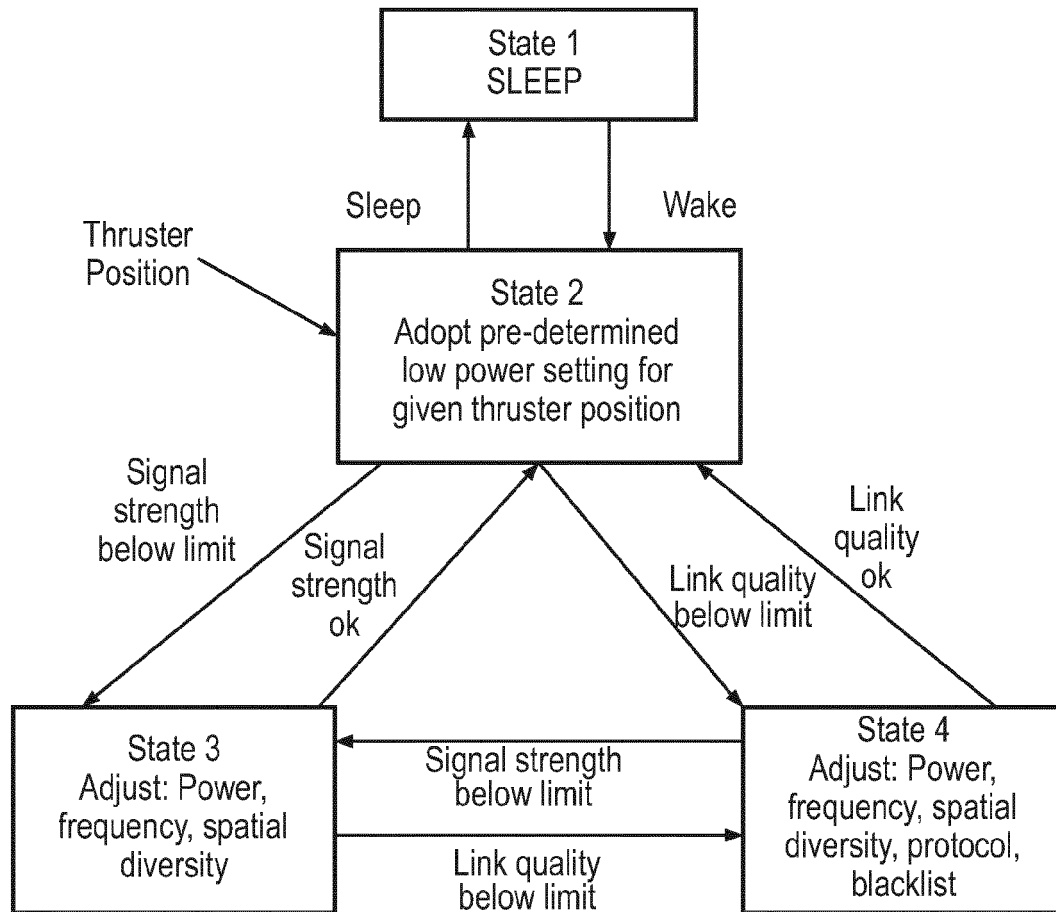 State 1
SLEEP
Sleep
Wake
Thruster
Position
State 2
Adopt pre-determined
low power setting for
given thruster position
Signal
strength
below limit
Signal
strength
ok
Link quality
below limit
Link
quality
ok
State 3
Adjust: Power,
frequency, spatial
diversity
Signal strength
below limit
Link quality
below limit
State 4
Adjust: Power,
frequency, spatial
diversity, protocol,
blacklist